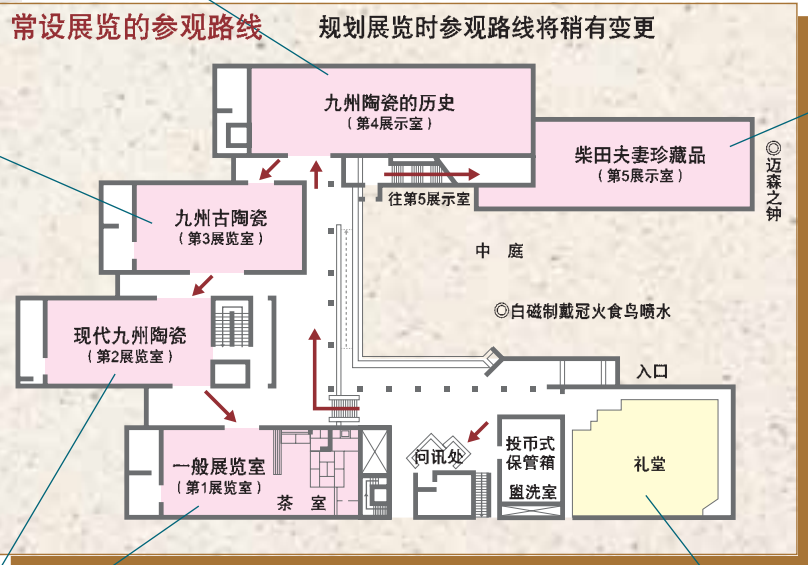 常设展览的参观路线
规划展览时参观路线将稍有变更
九州陶瓷的历史
（第4展示室）
柴田夫妻珍藏品
（第5展示室）
◎迈森之钟
往第5展示室
九州古陶瓷
（第3展览室）
中 庭
◎白磁制戴冠火食鸟喷水
现代九州陶瓷
（第2展览室）
入口
一般展览室
（第1展览室）
茶 室
问讯处
投币式
保管箱
盥洗室
礼堂